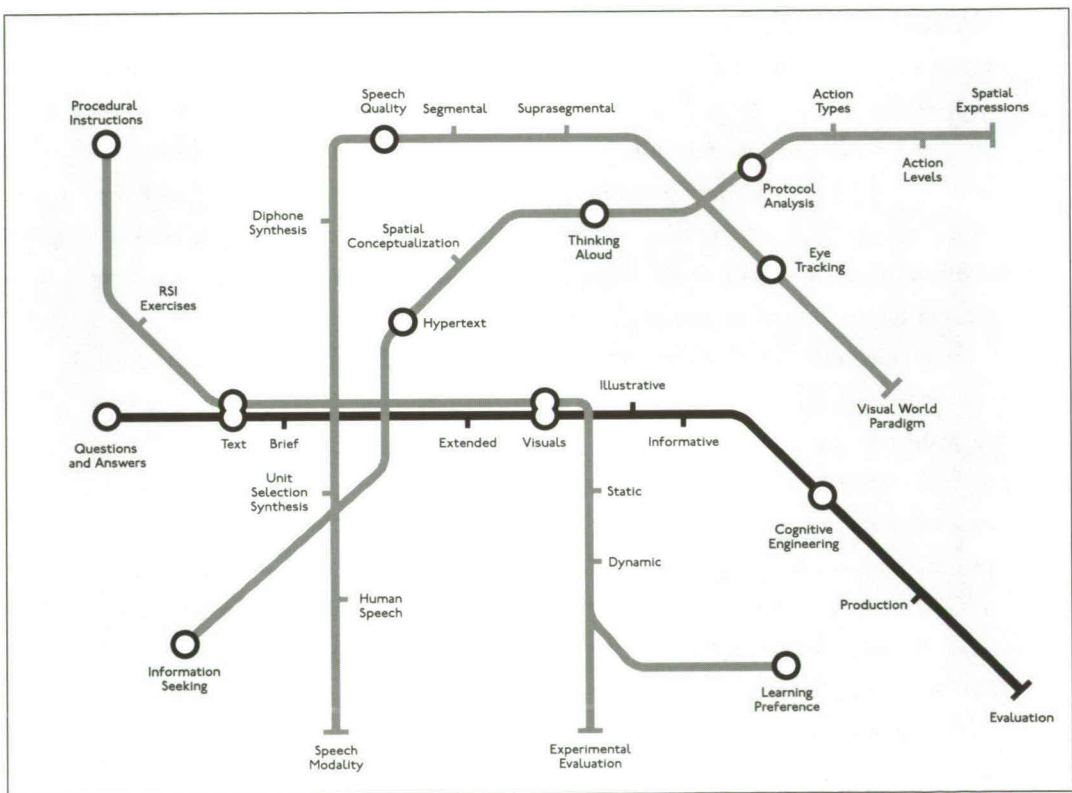 Procedural
Instructions
Speech
Quality
Segmental
Suprasegmental
Action
Types
Spatial
Expressions
Action
Levels
Protocol
Analysis
Diphone
Synthesis
Spatial
Conceptualization
Thinking
Aloud
Eye
Tracking
RSI
Exercises
Hypertext
Illustrative
Visual World
Paradigm
Questions
and Answers
Text
Brief
Extended
Visuals
Informative
Unit
Selection
Synthesis
Static
Cognitive
Engineering
Dynamic
Human
Speech
Production
Information
Seeking
Learning
Preference
Evaluation
Speech
Modality
Experimental
Evaluation